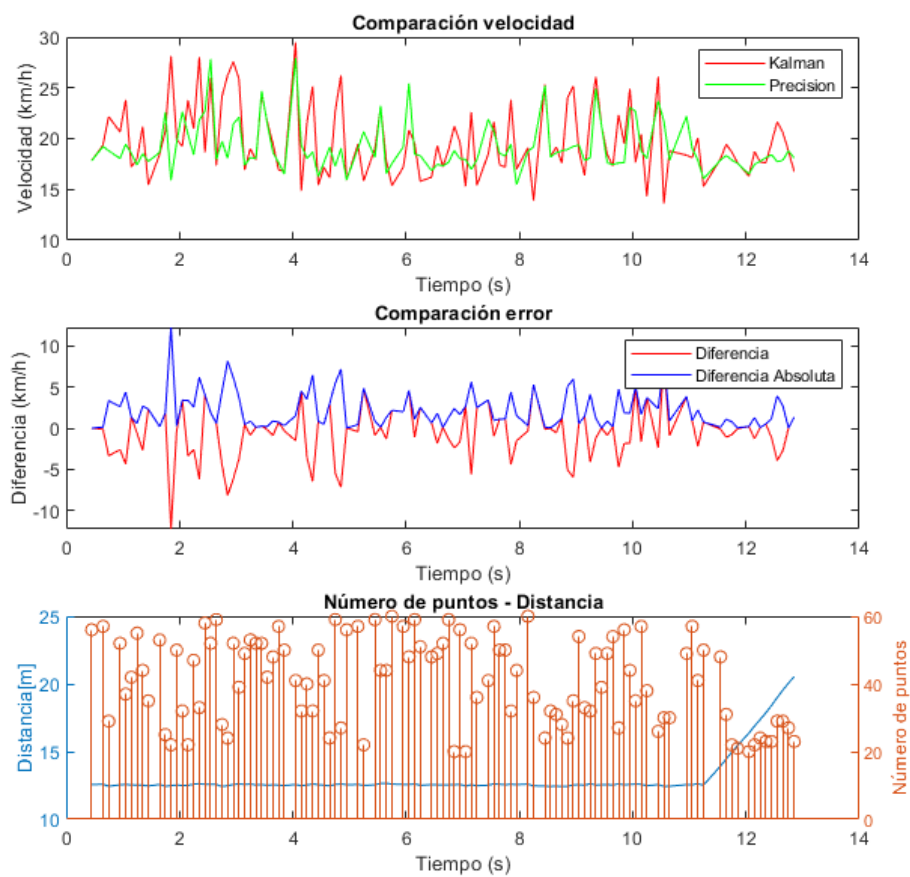 Comparación velocidad
30
25
20
15
10
Velocidad (km/h)
Kalman
Precision
0 2 4 6 8 10 12 14
Tiempo (s)
Comparación error
10
5
0
-5
-10
Diferencia (km/h)
Diferencia
Diferencia Absoluta
0 2 4 6 8 10 12 14
Tiempo (s)
Número de puntos - Distancia
25
20
15
10
Distancia[m]
60
40
20
0
Número de puntos
0 2 4 6 8 10 12 14
Tiempo (s)